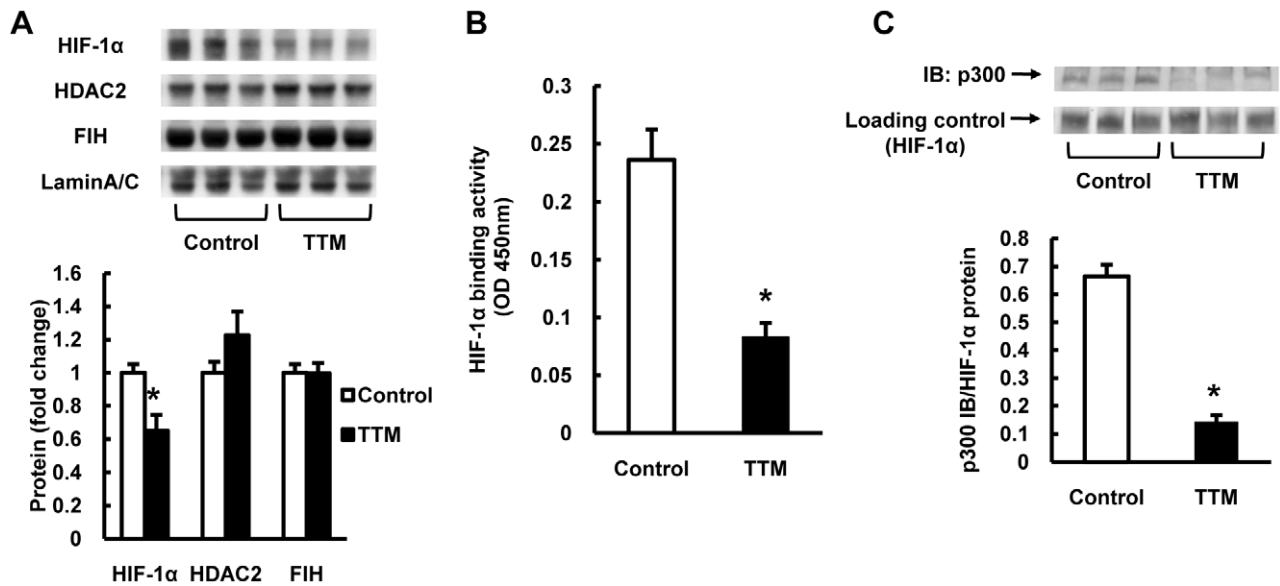 A
HIF-1α
HDAC2
FIH
LaminA/C
Control TTM
Protein (fold change)
1.6
1.4
1.2
1
0.8
0.6
0.4
0.2
0
*
Control
TTM
HIF-1α HDAC2 FIH
B
HIF-1α binding activity
(OD 450nm)
0.3
0.25
0.2
0.15
0.1
0.05
0
*
Control TTM
C
IB: p300
Loading control
(HIF-1α)
Control TTM
p300 IB/HIF-1α protein
0.8
0.7
0.6
0.5
0.4
0.3
0.2
0.1
0
*
Control TTM